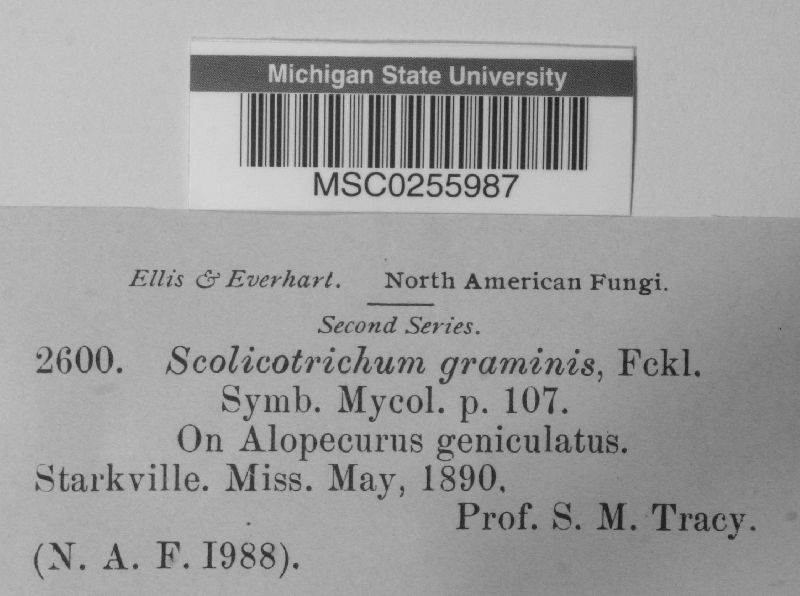 Michigan State University
MSC0255987
Ellis & Everhart. North American Fungi.
Second Series.
2600. Scolicotrichum graminis, Fckl.
Symb. Mycol. p. 107.
On Alopecurus geniculatus.
Starkville. Miss. May, 1890.
Prof. S. M. Tracy.
(N. A. F. 1988).